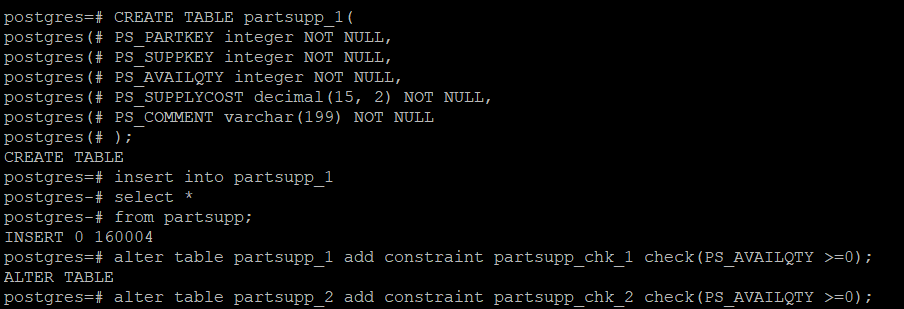 postgres=# CREATE TABLE partsupp_1(
postgres(# PS_PARTKEY integer NOT NULL,
postgres(# PS_SUPPKEY integer NOT NULL,
postgres(# PS_AVAILQTY integer NOT NULL,
postgres(# PS_SUPPLYCOST decimal(15, 2) NOT NULL,
postgres(# PS_COMMENT varchar(199) NOT NULL
postgres(# );
CREATE TABLE
postgres=# insert into partsupp_1
postgres-# select *
postgres-# from partsupp;
INSERT 0 160004
postgres=# alter table partsupp_1 add constraint partsupp_chk_1 check(PS_AVAILQTY >=0);
ALTER TABLE
postgres=# alter table partsupp_2 add constraint partsupp_chk_2 check(PS_AVAILQTY >=0);